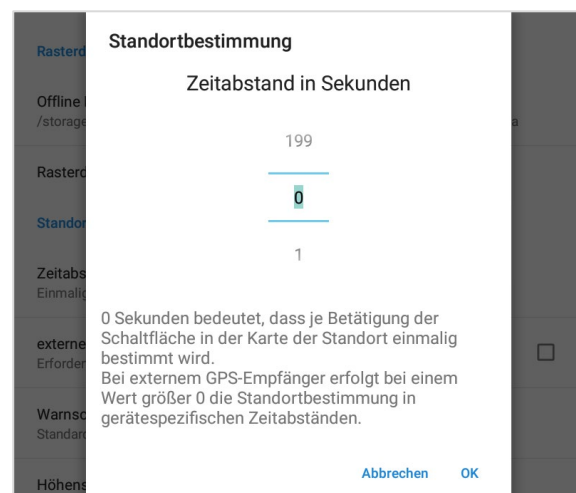 Standortbestimmung
Zeitabstand in Sekunden
199
0
1
0 Sekunden bedeutet, dass je Betätigung der
Schaltfläche in der Karte der Standort einmalig
bestimmt wird.
Bei externem GPS-Empfänger erfolgt bei einem
Wert größer 0 die Standortbestimmung in
gerätespezifischen Zeitabständen.
Abbrechen OK
Rasterd
Offline
/storage
a
Rasterd
Standor
Zeitabs
Einmalig
externe
Erforder
Warnsc
Standard
Höhens